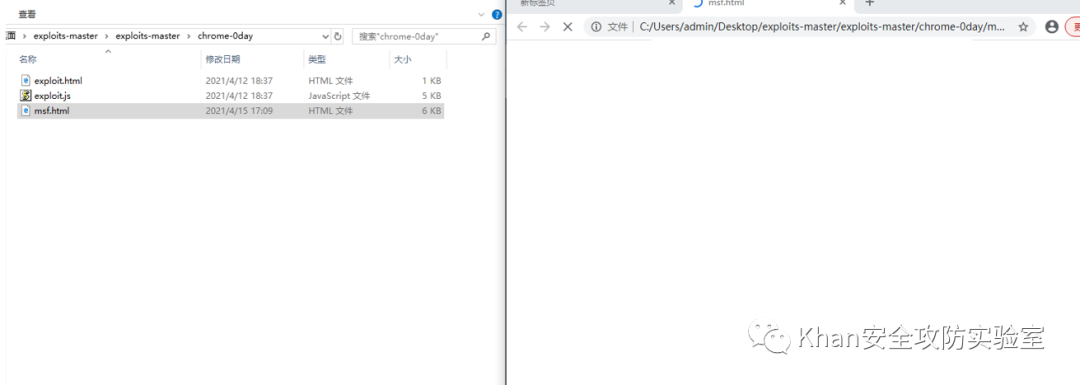 查看
exploits-master › exploits-master › chrome-0day
搜索"chrome-0day"
名称 修改日期 类型 大小
exploit.html 2021/4/12 18:37 HTML 文件 1 KB
exploit.js 2021/4/12 18:37 JavaScript 文件 5 KB
msf.html 2021/4/15 17:09 HTML 文件 6 KB
新标签页
msf.html
文件 | C:/Users/admin/Desktop/exploits-master/exploits-master/chrome-0day/m...
Khan安全攻防实验室